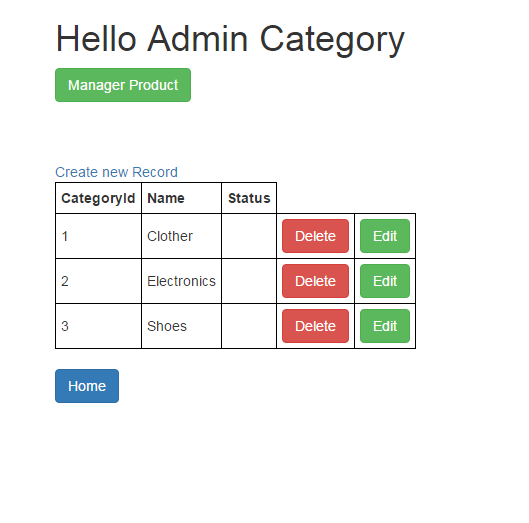 Hello Admin Category
Manager Product
Create new Record
CategoryId Name Status
1 Clother Delete Edit
2 Electronics Delete Edit
3 Shoes Delete Edit
Home